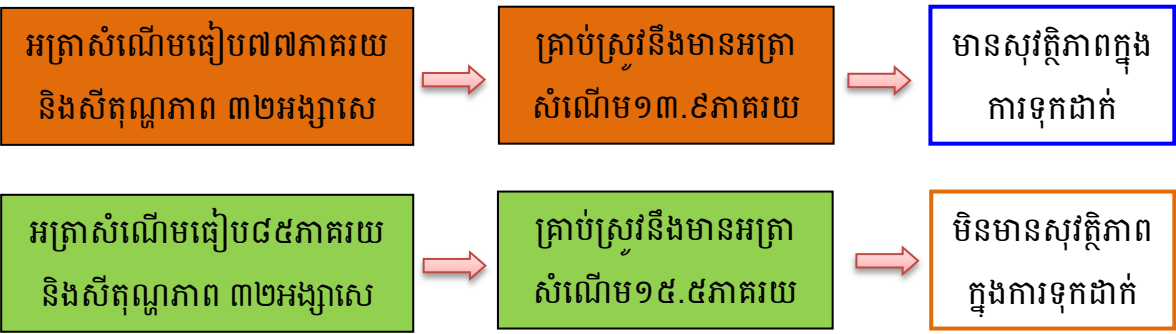 អត្រាសំណើមធៀប៧៧ភាគរយ
និងសីតុណ្ហភាព ៣២អង្សាសេ
គ្រាប់ស្រូវនឹងមានអត្រា
សំណើម១៣.៩ភាគរយ
មានសុវត្ថិភាពក្នុង
ការទុកដាក់
អត្រាសំណើមធៀប៨៥ភាគរយ
និងសីតុណ្ហភាព ៣២អង្សាសេ
គ្រាប់ស្រូវនឹងមានអត្រា
សំណើម១៥.៥ភាគរយ
មិនមានសុវត្ថិភាព
ក្នុងការទុកដាក់